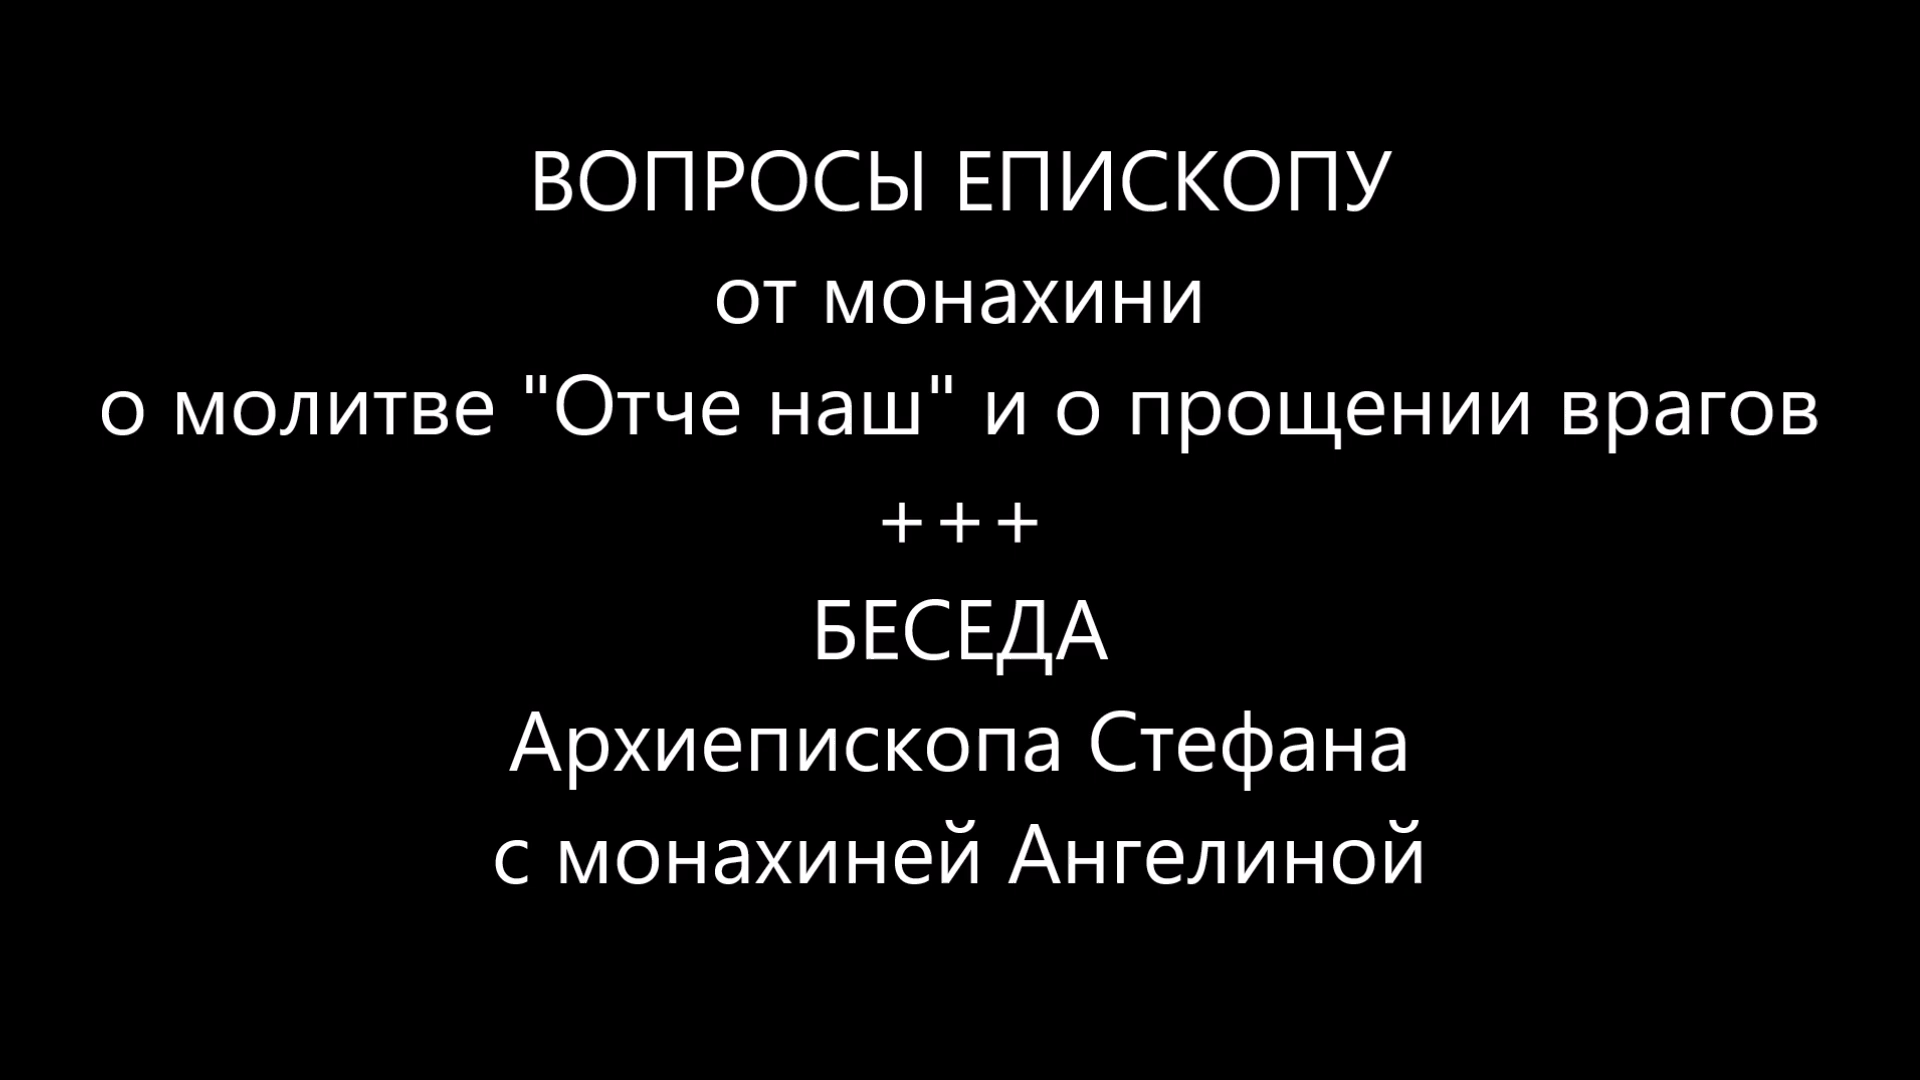 ВОПРОСЫ ЕПИСКОПУ
от монахини
о молитве "Отче наш" и о прощении врагов
+++
БЕСЕДА
Архиепископа Стефана
с монахиней Ангелиной